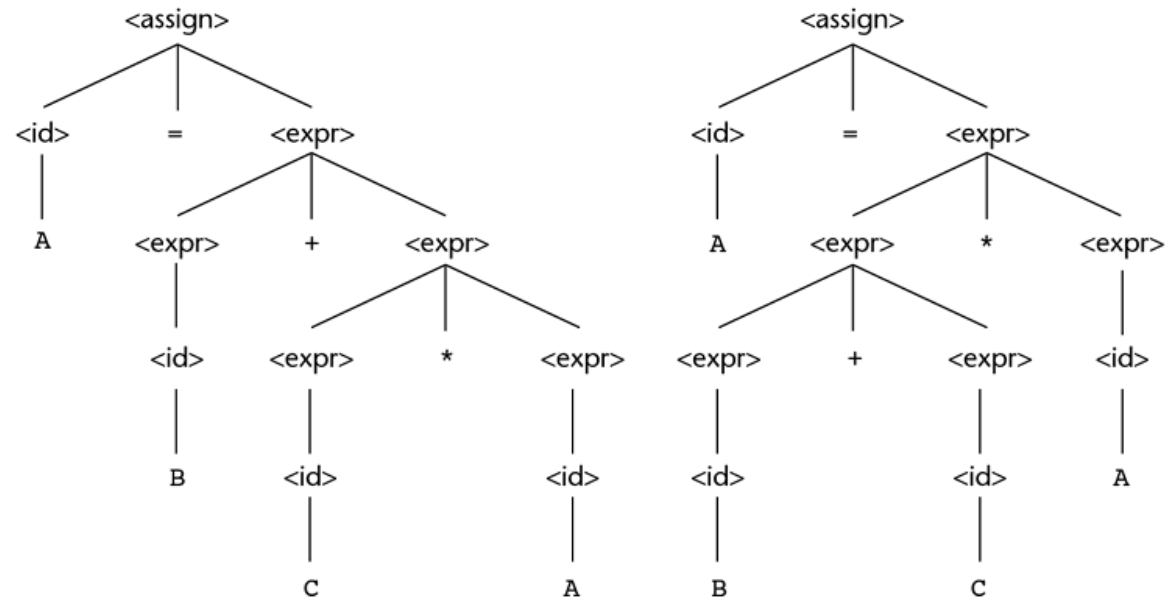 <assign> <assign>
<id> = <expr> <id> = <expr>
A <expr> + <expr> A <expr> * <expr>
<id> <expr> * <expr> <expr> + <expr> <id>
B <id> <id> <id> <id> A
C A B C